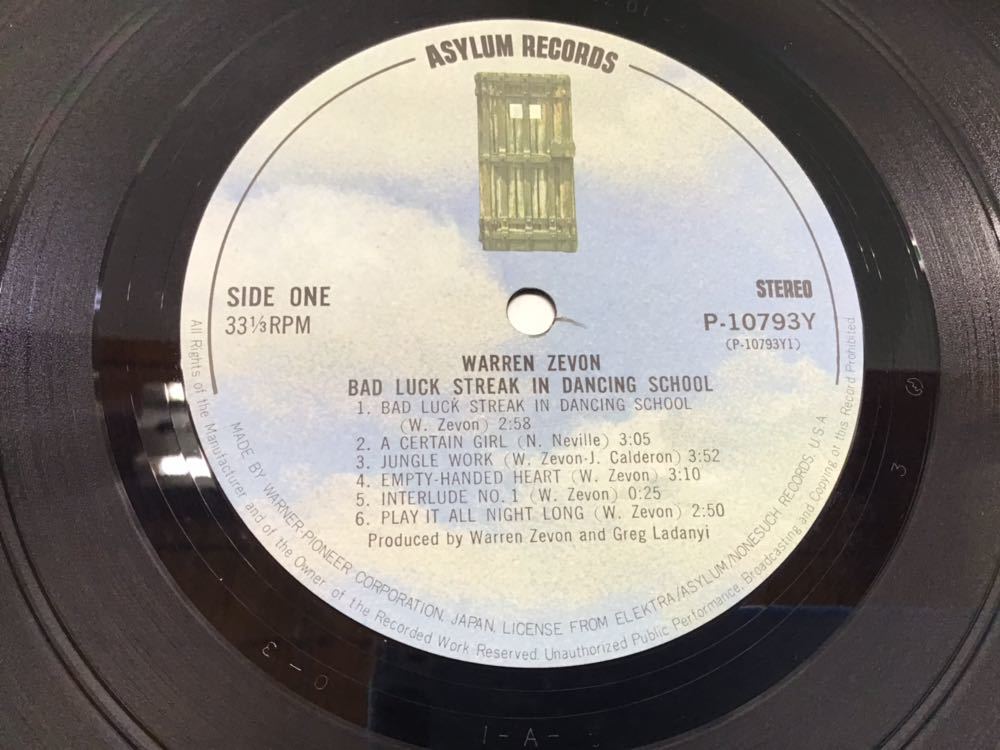 ASYLUM RECORDS
SIDE ONE
33⅓RPM
STEREO
P-10793Y
(P-10793Y1)
WARREN ZEVON
BAD LUCK STREAK IN DANCING SCHOOL
1. BAD LUCK STREAK IN DANCING SCHOOL
(W. Zevon) 2:58
2. A CERTAIN GIRL (N. Neville) 3:05
3. JUNGLE WORK (W. Zevon-J. Calderon) 3:52
4. EMPTY-HANDED HEART (W. Zevon) 3:10
5. INTERLUDE NO. 1 (W. Zevon) 0:25
6. PLAY IT ALL NIGHT LONG (W. Zevon) 2:50
Produced by Warren Zevon and Greg Ladanyi
MADE BY WARNER-PIONEER CORPORATION, JAPAN, LICENSE FROM ELEKTRA/ASYLUM/NONESUCH RECORDS, U.S.A.
All Rights of the Manufacturer and of the Owner of the Recorded Work Reserved. Unauthorized Public Performance, Broadcasting and Copying of this Record Prohibited.
3
0-3
1-A-